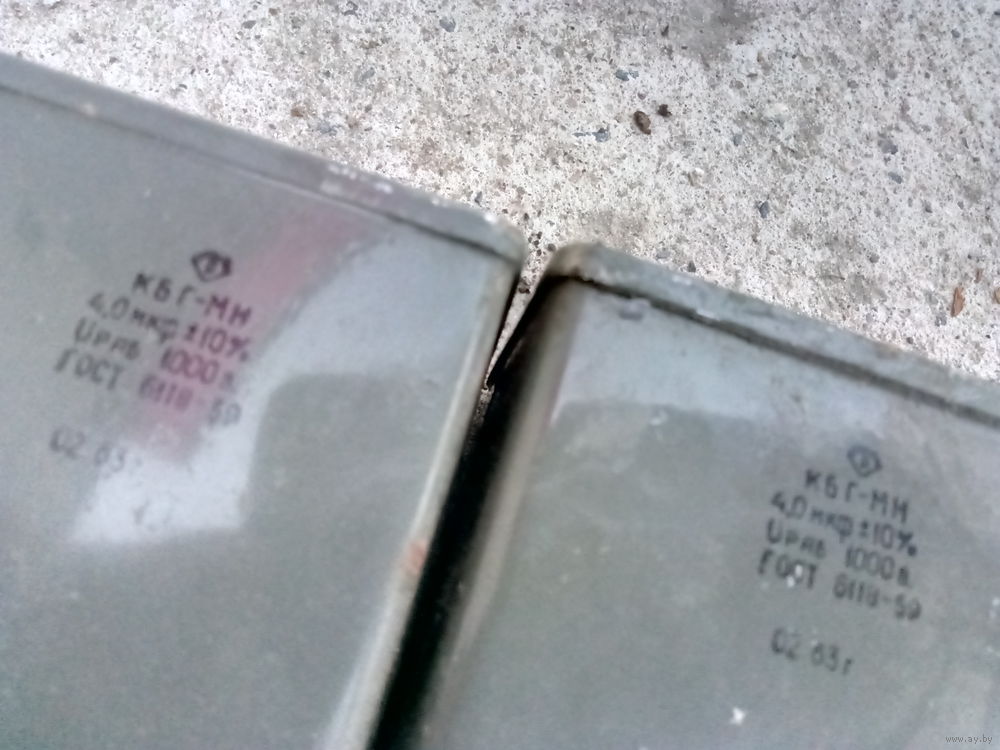 КБГ-МН
4,0 мкф ±10%
Uраб 1000 в.
ГОСТ 6118-59
02 63 г
КБГ-МН
4,0 мкф ±10%
Uраб 1000 в.
ГОСТ 6118-59
02 63 г
www.ay.by